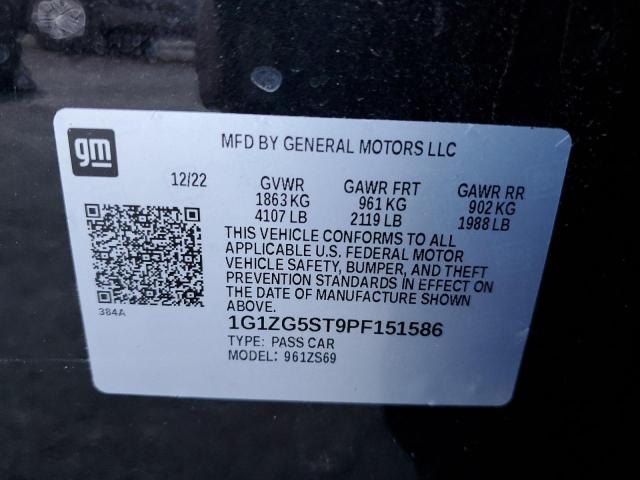 gm
MFD BY GENERAL MOTORS LLC
12/22 GVWR GAWR FRT GAWR RR
1863 KG 961 KG 902 KG
4107 LB 2119 LB 1988 LB
THIS VEHICLE CONFORMS TO ALL
APPLICABLE U.S. FEDERAL MOTOR
VEHICLE SAFETY, BUMPER, AND THEFT
PREVENTION STANDARDS IN EFFECT ON
THE DATE OF MANUFACTURE SHOWN
ABOVE.
384A
1G1ZG5ST9PF151586
TYPE: PASS CAR
MODEL: 961ZS69